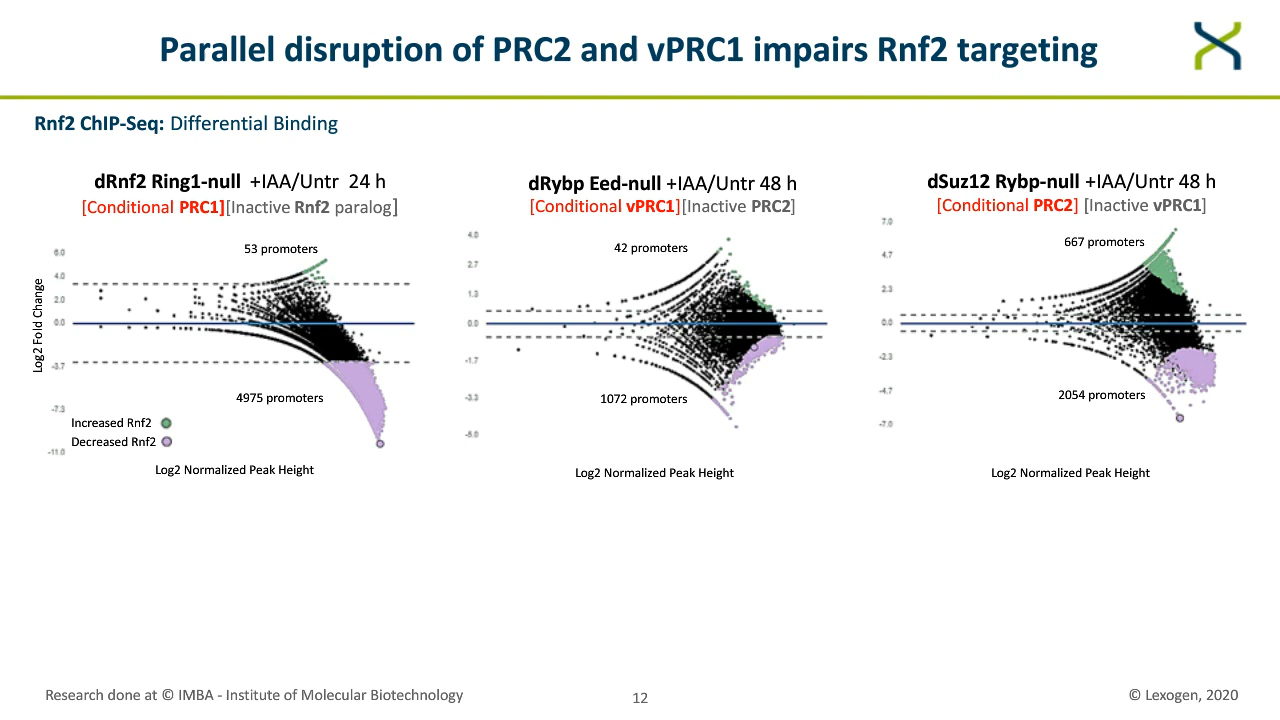 Parallel disruption of PRC2 and vPRC1 impairs Rnf2 targeting
Rnf2 ChIP-Seq: Differential Binding
dRnf2 Ring1-null +IAA/Untr 24 h
[Conditional PRC1][Inactive Rnf2 paralog]
53 promoters
6.0
4.0
2.0
0.0
-3.7
-7.3
-11.0
Log2 Fold Change
4975 promoters
Increased Rnf2
Decreased Rnf2
Log2 Normalized Peak Height
dRybp Eed-null +IAA/Untr 48 h
[Conditional vPRC1][Inactive PRC2]
4.0
42 promoters
2.7
1.3
0.0
-1.7
-3.3
-5.0
1072 promoters
Log2 Normalized Peak Height
dSuz12 Rybp-null +IAA/Untr 48 h
[Conditional PRC2] [Inactive vPRC1]
7.0
667 promoters
4.7
2.3
0.0
-2.3
-4.7
-7.0
2054 promoters
Log2 Normalized Peak Height
Research done at © IMBA - Institute of Molecular Biotechnology
12
© Lexogen, 2020